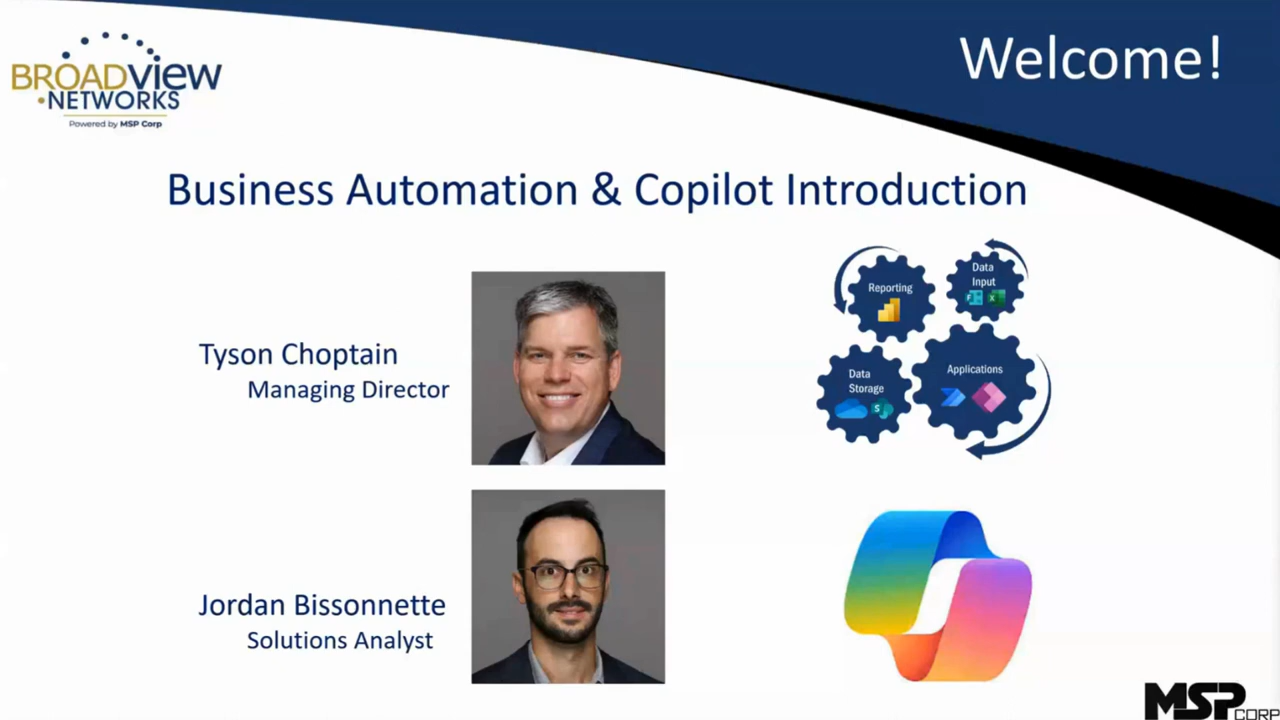 BROADVIEW
NETWORKS
Powered by MSP Corp
Welcome!
Business Automation & Copilot Introduction
Tyson Choptain
Managing Director
Reporting
Data
Input
Data
Storage
Applications
Jordan Bissonnette
Solutions Analyst
MSP
CORP